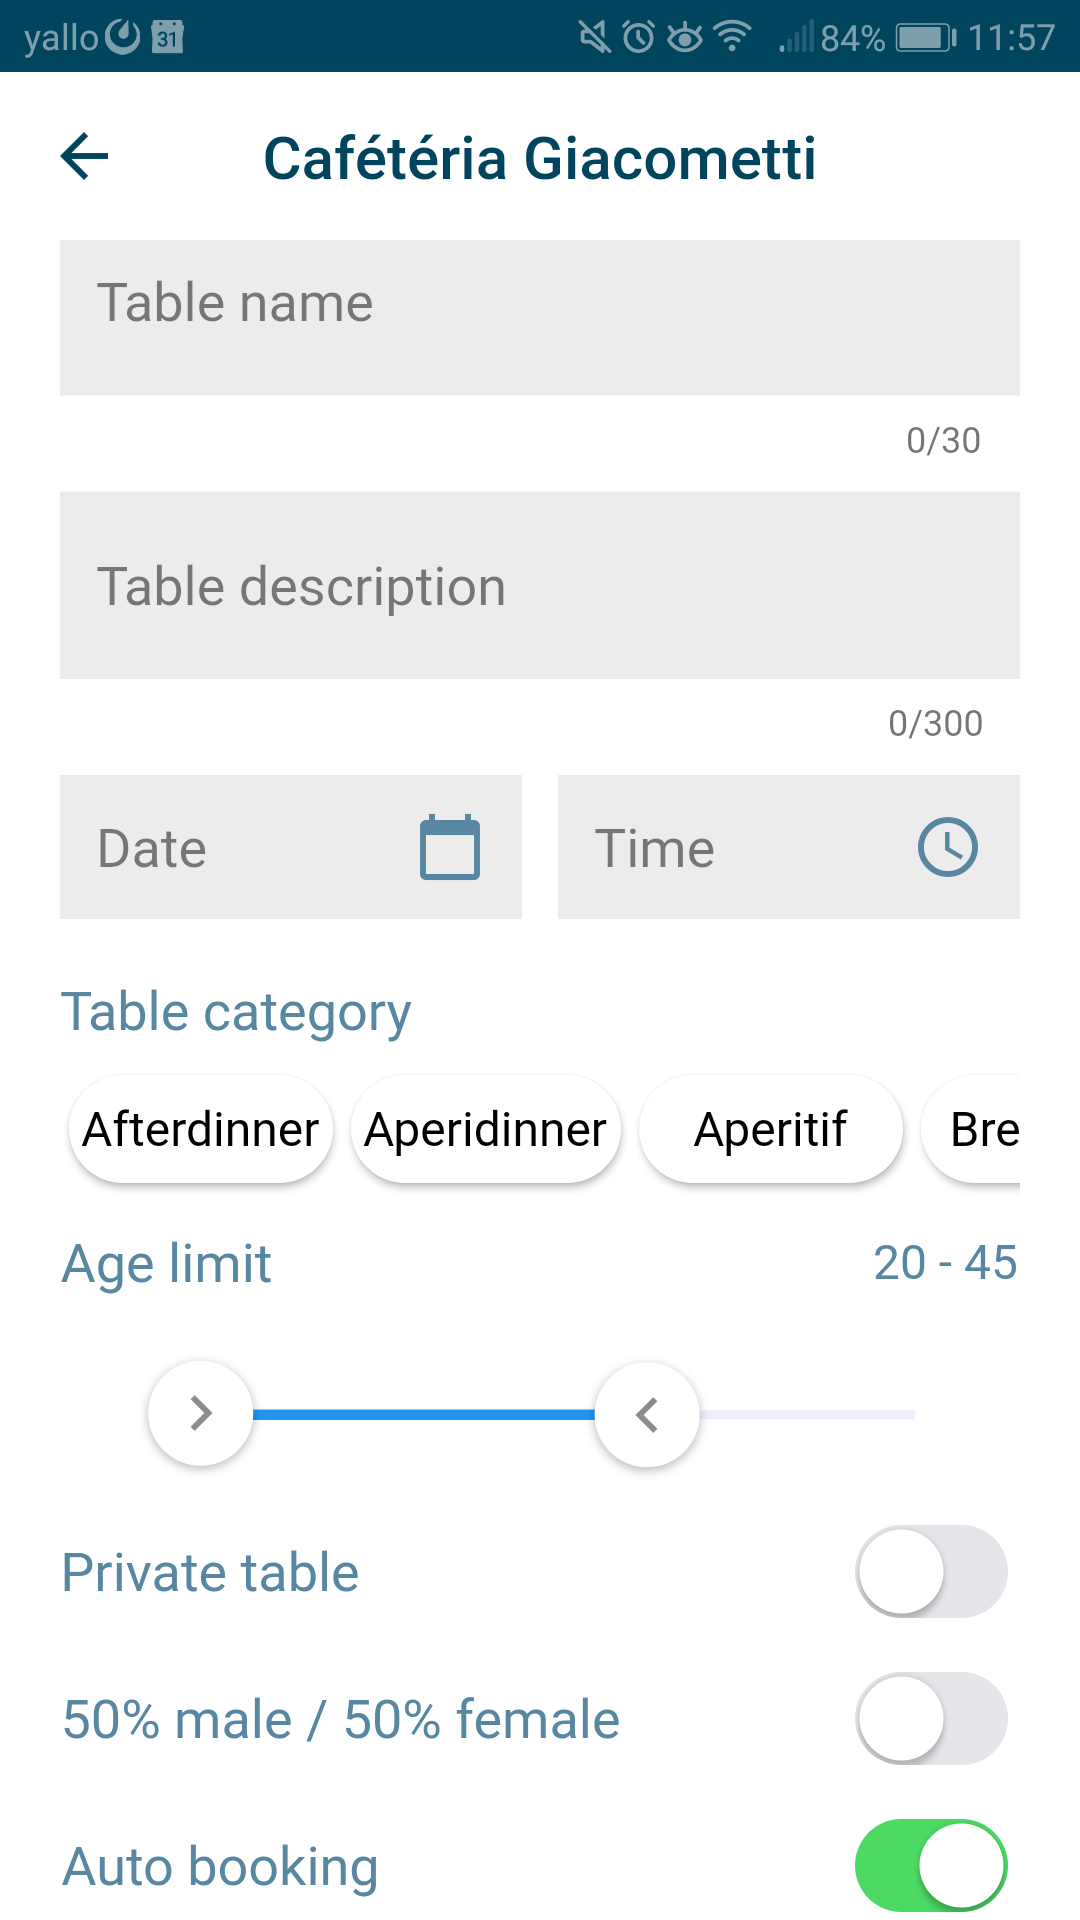 yallo 31 84% 11:57
Cafétéria Giacometti
Table name
0/30
Table description
0/300
Date Time
Table category
Afterdinner Aperidinner Aperitif Bre
Age limit 20 - 45
Private table
50% male / 50% female
Auto booking